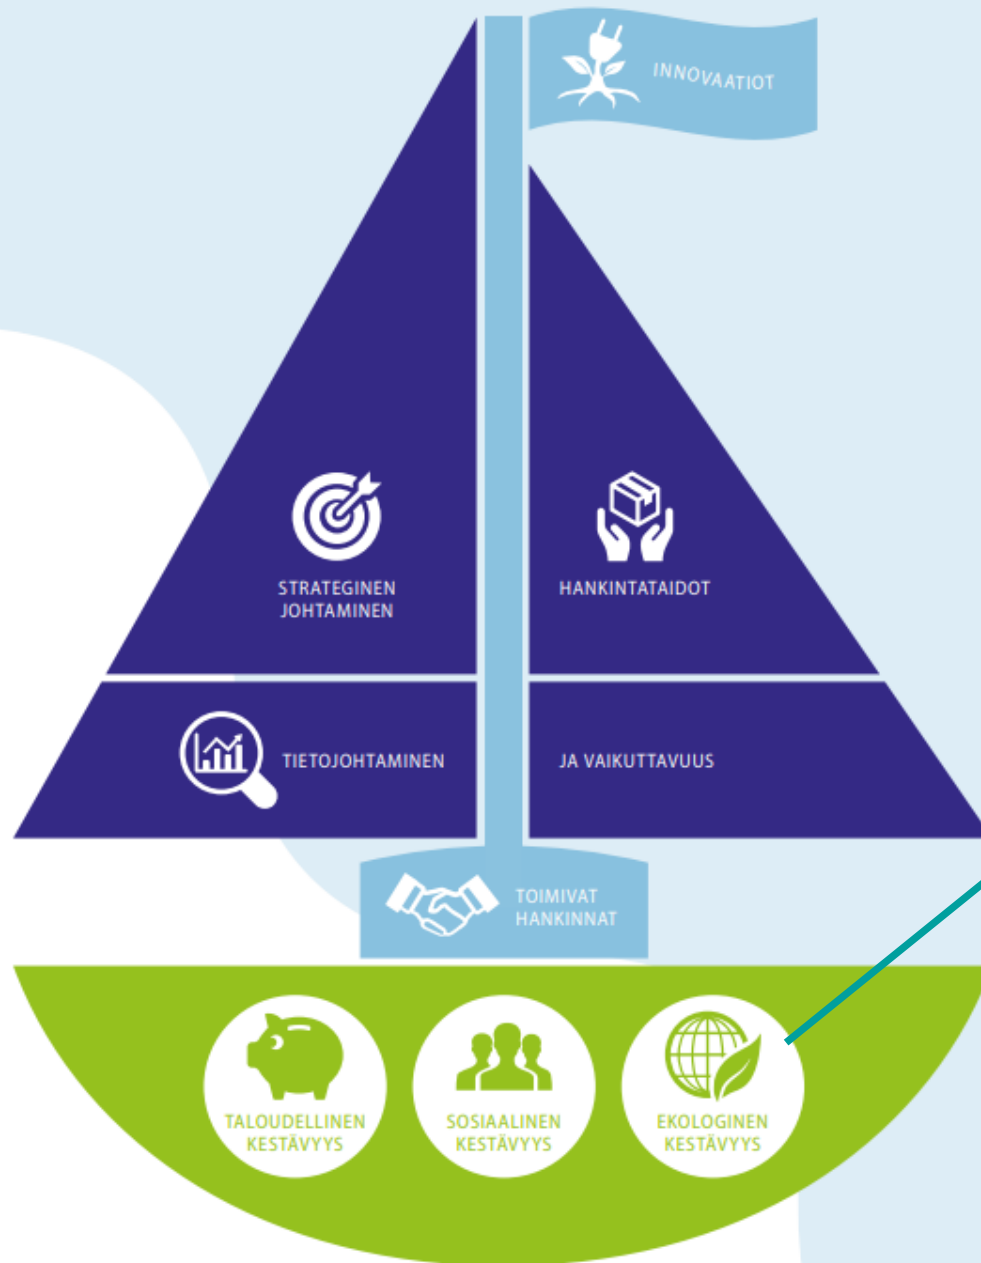 INNOVAATIOT
STRATEGINEN
JOHTAMINEN
HANKINTATAIDOT
TIETOJOHTAMINEN
JA VAIKUTTAVUUS
TOIMIVAT
HANKINNAT
TALOUDELLINEN
KESTÄVYYS
SOSIAALINEN
KESTÄVYYS
EKOLOGINEN
KESTÄVYYS